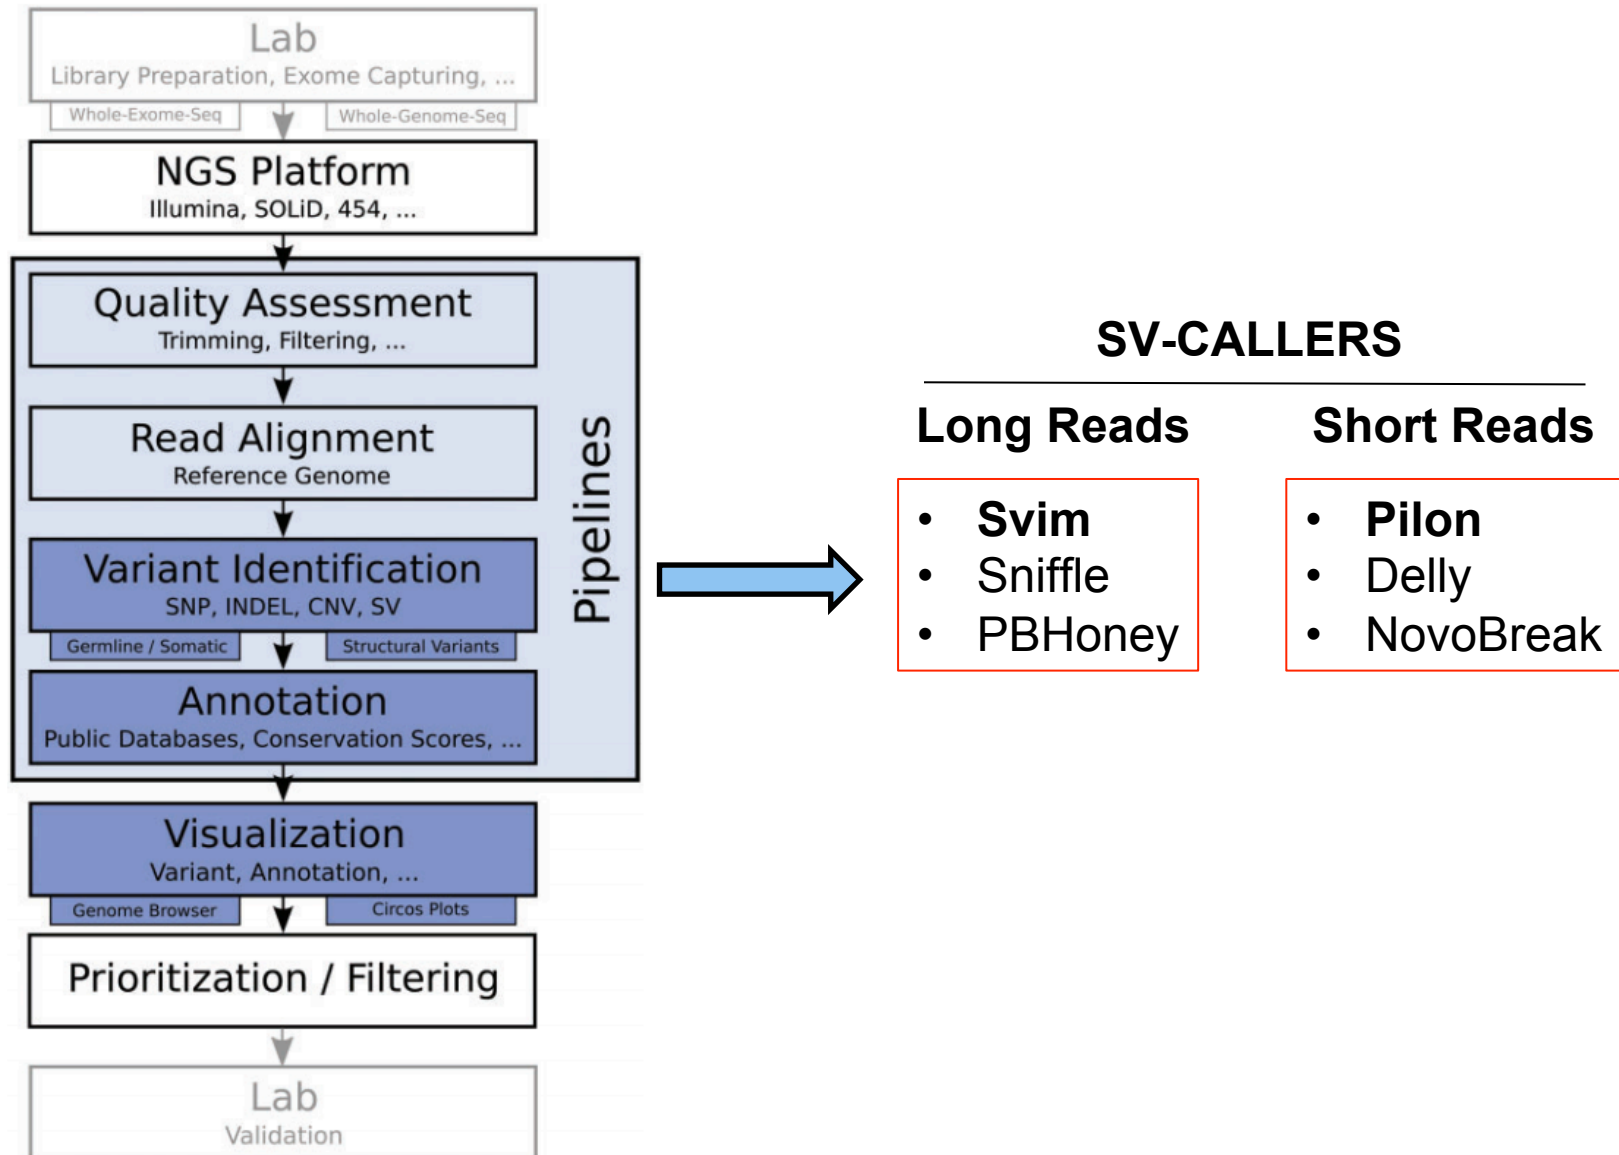 Lab
Library Preparation, Exome Capturing, ...
Whole-Exome-Seq
Whole-Genome-Seq
NGS Platform
Illumina, SOLiD, 454, ...
Quality Assessment
Trimming, Filtering, ...
Read Alignment
Reference Genome
Variant Identification
SNP, INDEL, CNV, SV
Germline / Somatic
Structural Variants
Annotation
Public Databases, Conservation Scores, ...
Pipelines
Visualization
Variant, Annotation, ...
Genome Browser
Circos Plots
Prioritization / Filtering
Lab
Validation
SV-CALLERS
Long Reads
• Svim
• Sniffle
• PBHoney
Short Reads
• Pilon
• Delly
• NovoBreak